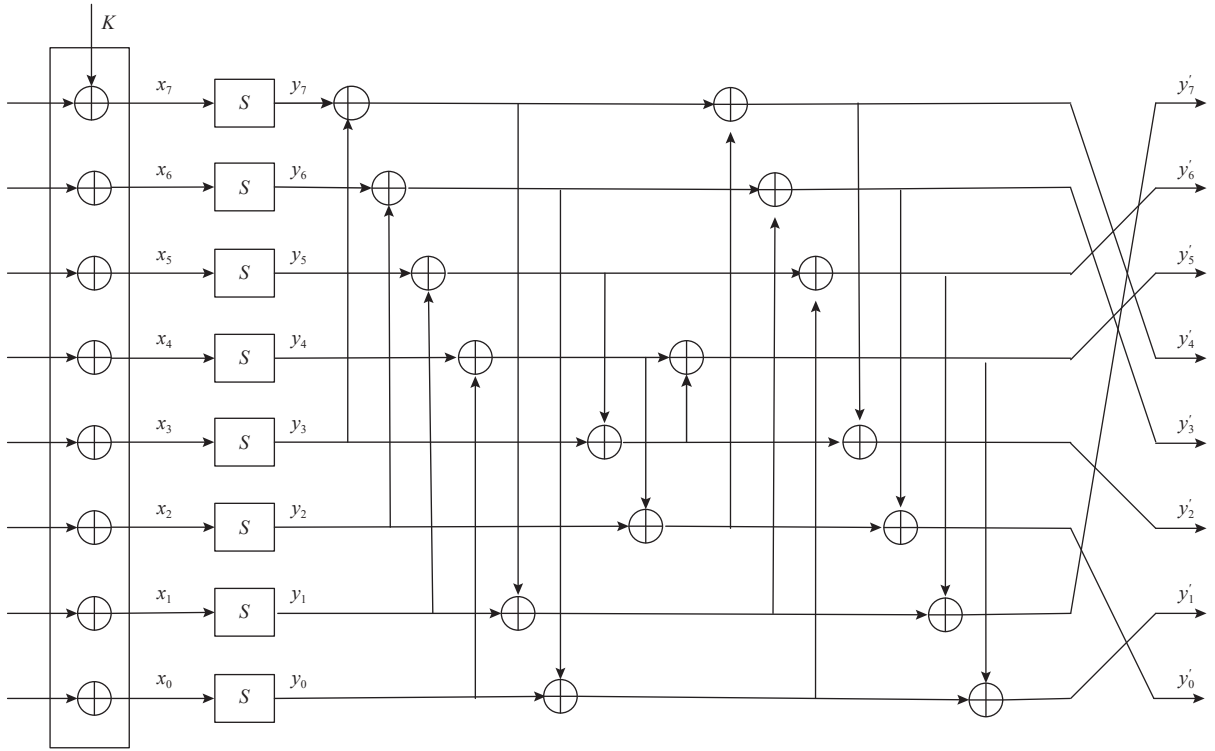 K
x₇ S y₇ y′₇
x₆ S y₆ y′₆
x₅ S y₅ y′₅
x₄ S y₄ y′₄
x₃ S y₃ y′₃
x₂ S y₂ y′₂
x₁ S y₁ y′₁
x₀ S y₀ y′₀